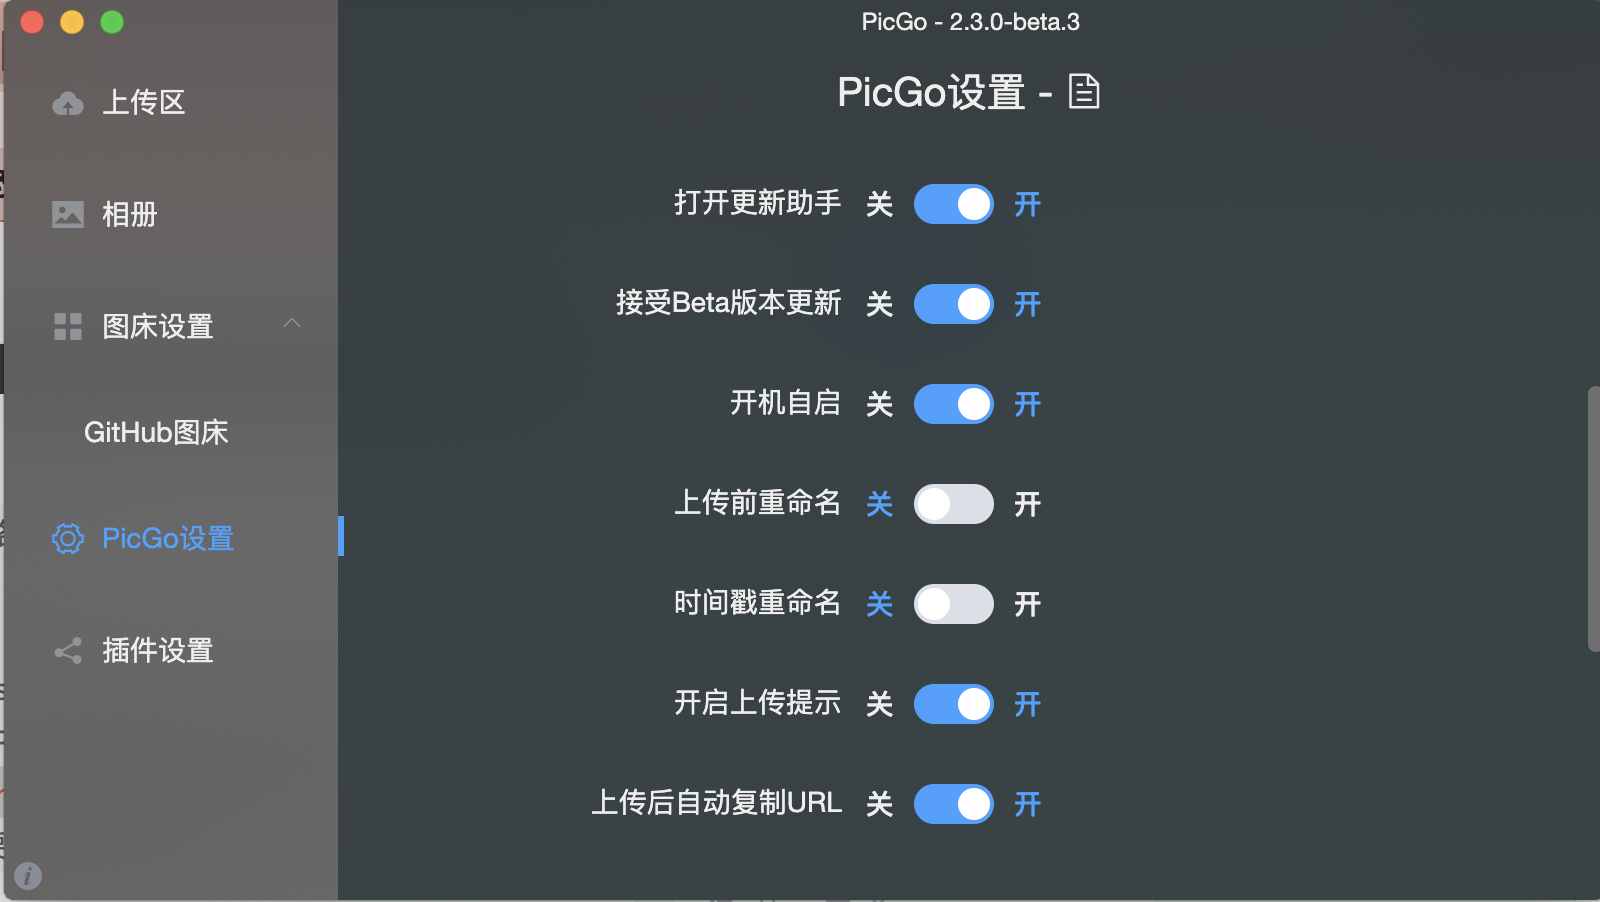 PicGo - 2.3.0-beta.3
上传区
相册
图床设置
GitHub图床
PicGo设置
插件设置
PicGo设置 -
打开更新助手 关 开
接受Beta版本更新 关 开
开机自启 关 开
上传前重命名 关 开
时间戳重命名 关 开
开启上传提示 关 开
上传后自动复制URL 关 开